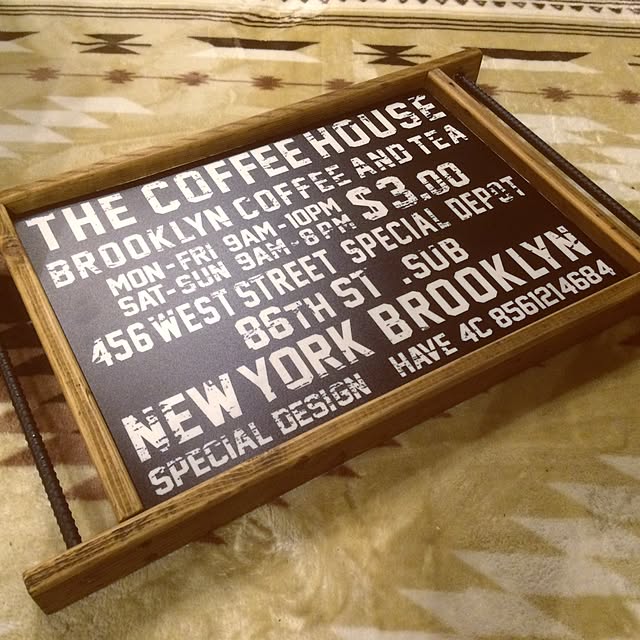 THE COFFEE HOUSE
BROOKLYN COFFEE AND TEA
MON-FRI 9AM-10PM $3.00
SAT-SUN 9AM-8PM
456 WEST STREET SPECIAL DEPOT
86TH ST .SUB
NEW YORK BROOKLYN
SPECIAL DESIGN HAVE 4C 8561214684